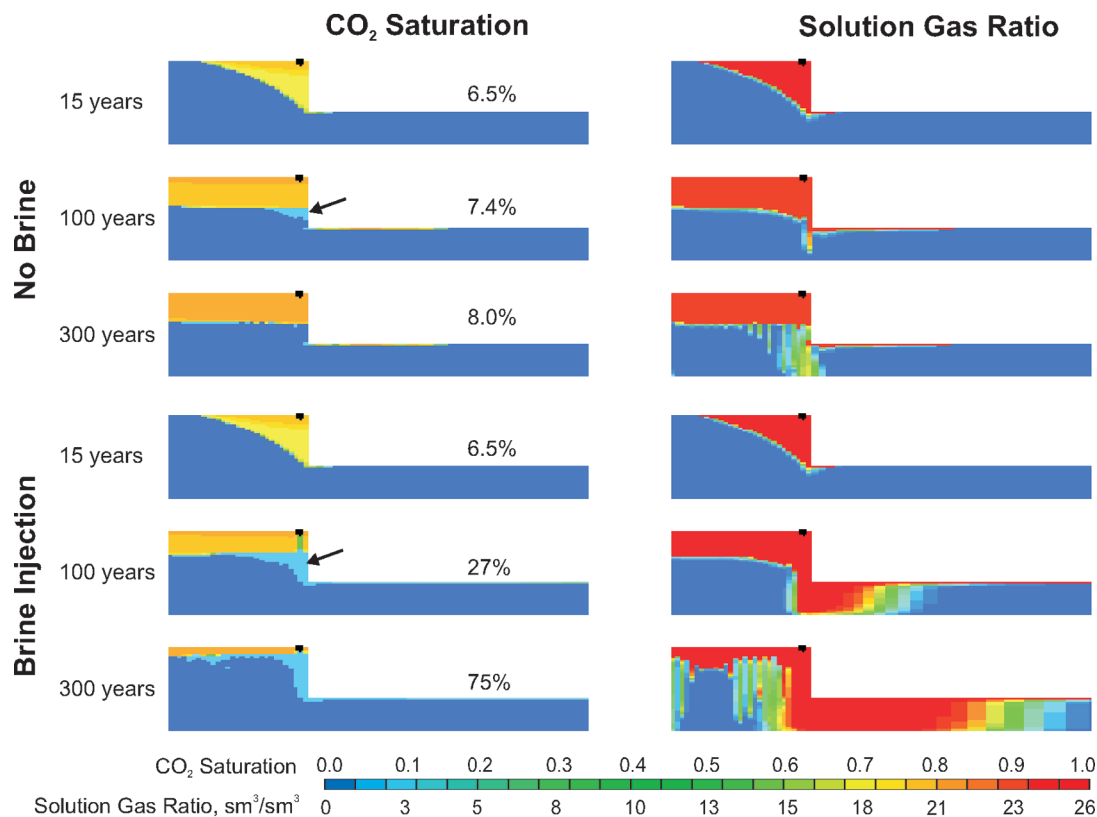 CO₂ Saturation Solution Gas Ratio
No Brine
15 years 6.5%
100 years 7.4%
300 years 8.0%
Brine Injection
15 years 6.5%
100 years 27%
300 years 75%
CO₂ Saturation 0.0 0.1 0.2 0.3 0.4 0.5 0.6 0.7 0.8 0.9 1.0
Solution Gas Ratio, sm³/sm³ 0 3 5 8 10 13 15 18 21 23 26